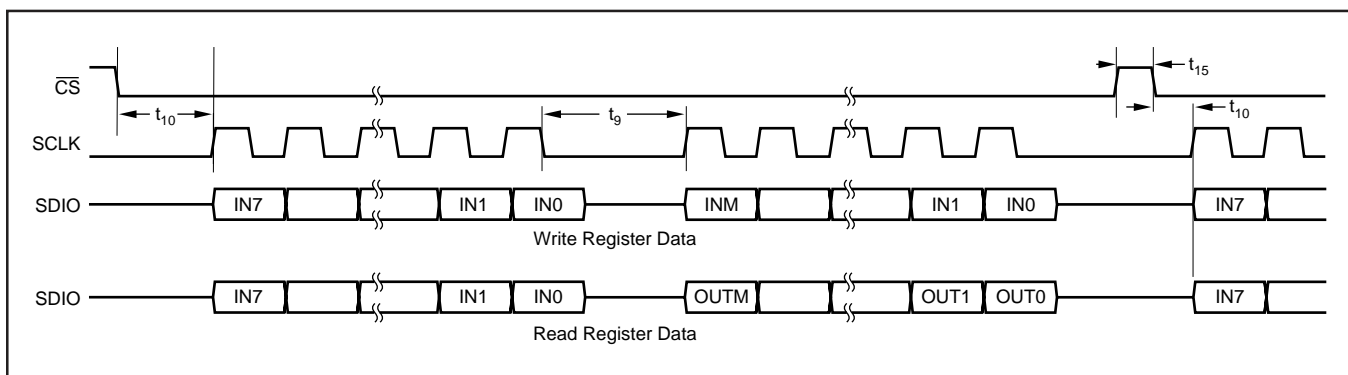 CS t15
t10 t9 t10
SCLK
SDIO IN7 IN1 IN0 INM IN1 IN0 IN7
Write Register Data
SDIO IN7 IN1 IN0 OUTM OUT1 OUT0 IN7
Read Register Data